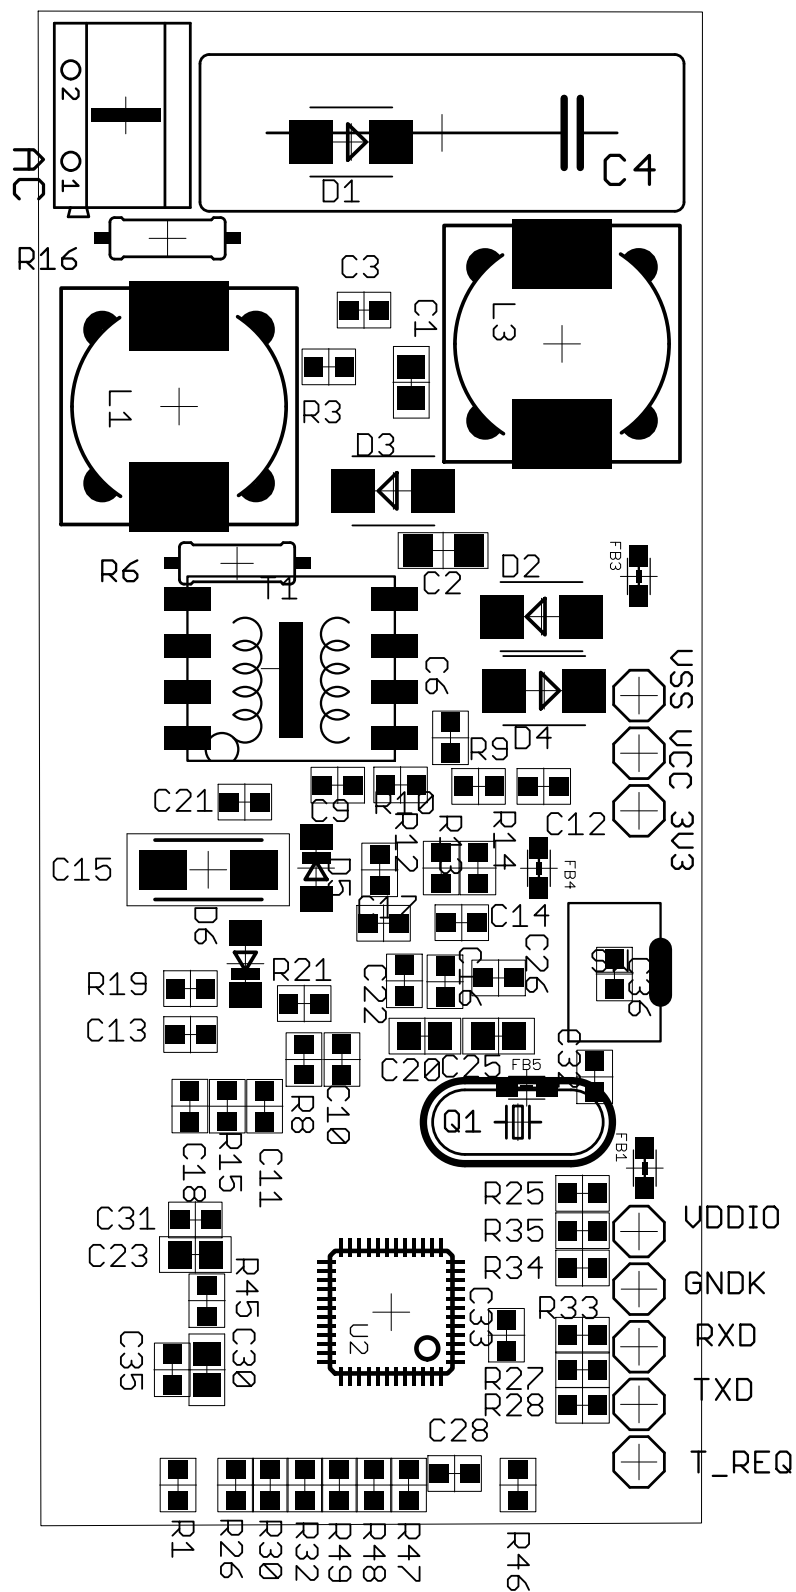 2
1
AC
D1
C4
R16
C3
C1
L3
L1
R3
D3
C2
R6
T1
D2
FB3
C6
VSS
D4
R9
VCC
C21
C9
R10
C12
3V3
R12
R13
R14
C15
D5
FB4
C17
C14
D6
R19
R21
C22
C16
C26
C36
C13
C20
C25
C32
FB5
R8
C10
Q1
FB1
C18
R15
C11
R25
C31
R35
VDDIO
C23
R34
GNDK
R45
R33
C33
RXD
U2
C35
C30
R27
TXD
R28
C28
T_REQ
R1
R26
R30
R32
R49
R48
R47
R46